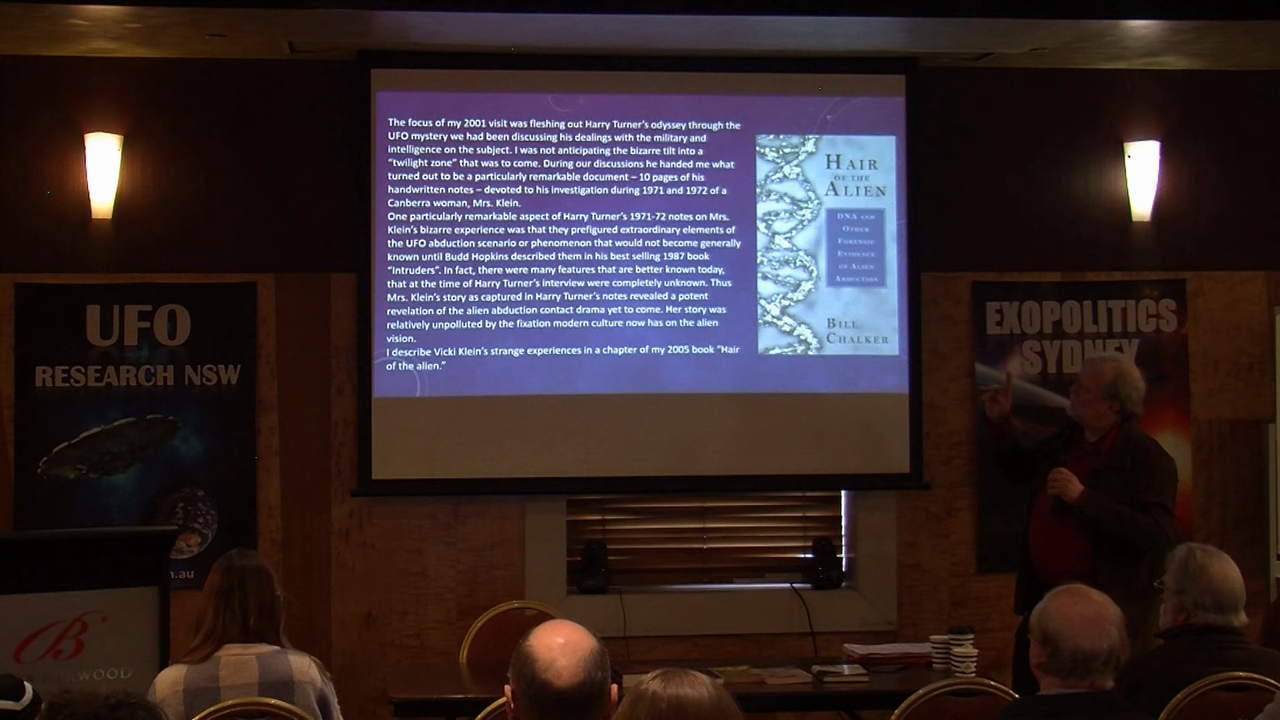 The focus of my 2001 visit was fleshing out Harry Turner's odyssey through the
UFO mystery we had been discussing his dealings with the military and
intelligence on the subject. I was not anticipating the bizarre tilt into a
"twilight zone" that was to come. During our discussions he handed me what
turned out to be a particularly remarkable document – 10 pages of his
handwritten notes – devoted to his investigation during 1971 and 1972 of a
Canberra woman, Mrs. Klein.
One particularly remarkable aspect of Harry Turner's 1971-72 notes on Mrs.
Klein's bizarre experience was that they prefigured extraordinary elements of
the UFO abduction scenario or phenomenon that would not become generally
known until Budd Hopkins described them in his best selling 1987 book
"Intruders". In fact, there were many features that are better known today,
that at the time of Harry Turner's interview were completely unknown. Thus
Mrs. Klein's story as captured in Harry Turner's notes revealed a potent
revelation of the alien abduction contact drama yet to come. Her story was
relatively unpolluted by the fixation modern culture now has on the alien
vision.
I describe Vicki Klein's strange experiences in a chapter of my 2005 book "Hair
of the alien."
HAIR
OF THE
ALIEN
DNA AND
OTHER
FORENSIC
EVIDENCE
OF ALIEN
ABDUCTION
BILL
CHALKER
UFO
RESEARCH NSW
.au
EXOPOLITICS
SYDNEY
B
WOOD